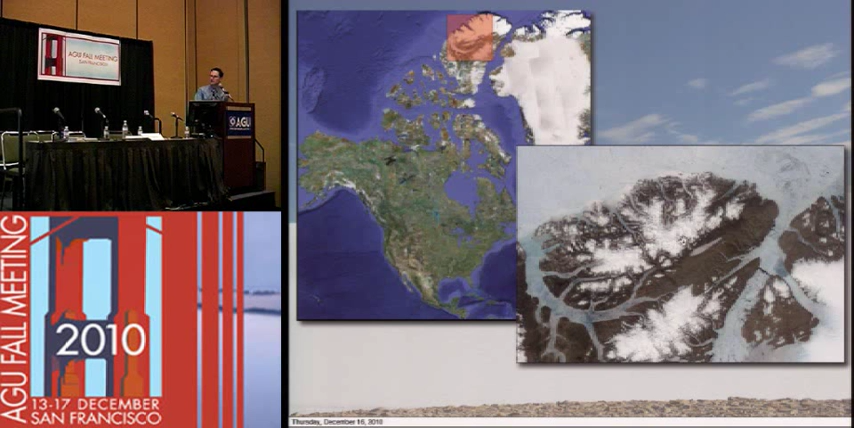 AGU FALL MEETING
SAN FRANCISCO
AGU
AGU FALL MEETING
2010
13-17 DECEMBER
SAN FRANCISCO
Thursday, December 16, 2010